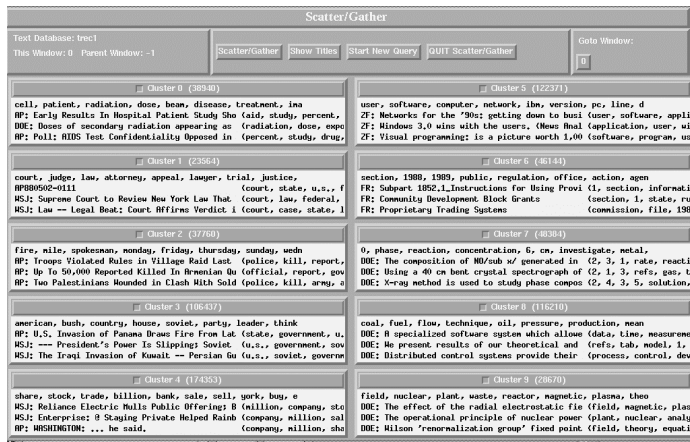 Scatter/Gather
Text Database: trec1
This Window: 0 Parent Window: -1
Scatter/Gather Show Titles Start New Query QUIT Scatter/Gather
Goto Window:
0
Cluster 0 (38940)
cell, patient, radiation, dose, beam, disease, treatment, ima
AP: Early Results In Hospital Patient Study Sho (aid, study, percent,
DOE: Doses of secondary radiation appearing as (radiation, dose, expo
AP: Poll: AIDS Test Confidentiality Opposed in (percent, study, drug,
Cluster 1 (23564)
court, judge, law, attorney, appeal, lawyer, trial, justice,
AP880502-0111 (court, state, u.s., f
WSJ: Supreme Court to Review New York Law That (court, law, federal,
WSJ: Law -- Legal Beat: Court Affirms Verdict i (court, case, state, l
Cluster 2 (37760)
fire, mile, spokesman, monday, friday, thursday, sunday, wedn
AP: Troops Violated Rules in Village Raid Last (police, kill, report,
AP: Up To 50,000 Reported Killed In Armenian Qu (official, report, gov
AP: Two Palestinians Wounded in Clash With Sold (police, kill, army, a
Cluster 3 (106437)
american, bush, country, house, soviet, party, leader, think
AP: U.S. Invasion of Panama Draws Fire From Lat (state, government, u.
WSJ: --- President's Power Is Slipping: Soviet (u.s., soviet, gov
WSJ: The Iraqi Invasion of Kuwait -- Persian Gu (u.s., soviet, governm
Cluster 4 (174353)
share, stock, trade, billion, bank, sale, sell, york, buy, e
WSJ: Reliance Electric Mulls Public Offering: B (million, company, sto
WSJ: Enterprise: @ Staying Private Helped Rainb (million, company, sal
AP: WASHINGTON: ... he said. (million, company, sha
Cluster 5 (122371)
user, software, computer, network, ibm, version, pc, line, d
ZF: Networks for the '90s: getting down to busi (user, software, appli
ZF: Windows 3.0 wins with the users. (News Anal (application, user, wi
ZF: Visual programming: is a picture worth 1,00 (software, program, us
Cluster 6 (46144)
section, 1988, 1989, public, regulation, office, action, agen
FR: Subpart 1852.1_Instructions for Using Provi (1, section, informati
FR: Community Development Block Grants (section, 1, state, ru
FR: Proprietary Trading Systems (commission, file, 198
Cluster 7 (48384)
0, phase, reaction, concentration, 6, cm, investigate, metal,
DOE: The composition of NO/sub x/ generated in (2, 3, 1, rate, reacti
DOE: Using a 40 cm bent crystal spectrograph of (2, 1, 3, refs, gas, t
DOE: X-ray method is used to study phase compos (2, 4, 3, 5, solution,
Cluster 8 (116210)
coal, fuel, flow, technique, oil, pressure, production, mean
DOE: A specialized software system which allowe (data, time, measureme
DOE: We present results of our theoretical and (refs, tab, model, 1,
DOE: Distributed control systems provide their (process, control, dev
Cluster 9 (28670)
field, nuclear, plant, waste, reactor, magnetic, plasma, theo
DOE: The effect of the radial electrostatic fie (field, magnetic, plas
DOE: The operational principle of nuclear power (plant, nuclear, analy
DOE: Wilson 'renormalization group' fixed point (field, theory, equati